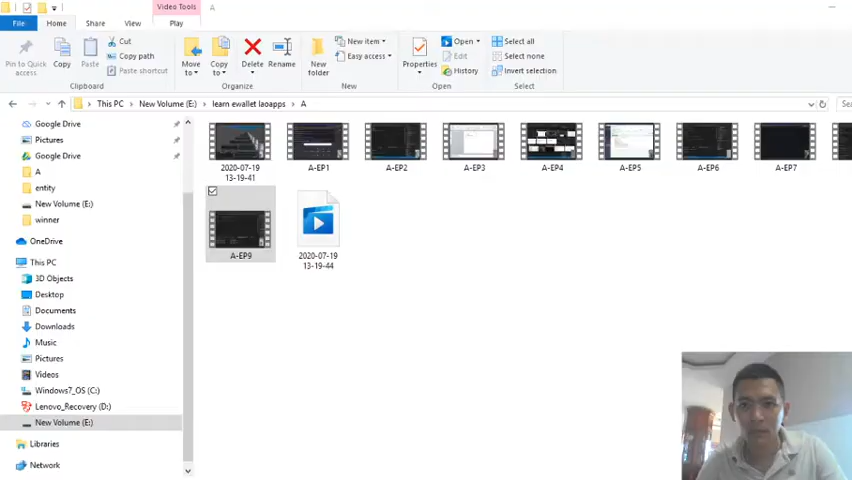 Video Tools
A
File
Home
Share
View
Play
Pin to Quick
access
Copy
Paste
Cut
Copy path
Paste shortcut
Clipboard
Move
to
Copy
to
Delete
Rename
Organize
New
folder
New item
Easy access
New
Properties
Open
Edit
History
Open
Select all
Select none
Invert selection
Select
This PC
New Volume (E:)
learn ewallet laoapps
A
Google Drive
Pictures
Google Drive
A
entity
New Volume (E:)
winner
OneDrive
This PC
3D Objects
Desktop
Documents
Downloads
Music
Pictures
Videos
Windows7_OS (C:)
Lenovo_Recovery (D:)
New Volume (E:)
Libraries
Network
2020-07-19
13-19-41
A-EP1
A-EP2
A-EP3
A-EP4
A-EP5
A-EP6
A-EP7
A-EP9
2020-07-19
13-19-44